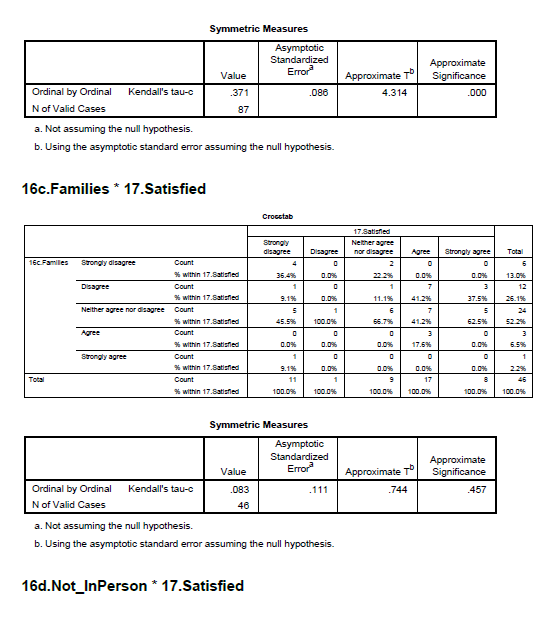 Symmetric Measures
Value Asymptotic Standardized Errorᵃ Approximate Tᵇ Approximate Significance
Ordinal by Ordinal Kendall's tau-c .371 .086 4.314 .000
N of Valid Cases 87
a. Not assuming the null hypothesis.
b. Using the asymptotic standard error assuming the null hypothesis.
16c.Families * 17.Satisfied
Crosstab
17.Satisfied
Strongly disagree Disagree Neither agree nor disagree Agree Strongly agree Total
16c.Families Strongly disagree Count 4 0 2 0 0 6
% within 17.Satisfied 36.4% 0.0% 22.2% 0.0% 0.0% 13.0%
Disagree Count 1 0 1 7 3 12
% within 17.Satisfied 9.1% 0.0% 11.1% 41.2% 37.5% 26.1%
Neither agree nor disagree Count 5 1 6 7 5 24
% within 17.Satisfied 45.5% 100.0% 66.7% 41.2% 62.5% 52.2%
Agree Count 0 0 0 3 0 3
% within 17.Satisfied 0.0% 0.0% 0.0% 17.6% 0.0% 6.5%
Strongly agree Count 1 0 0 0 0 1
% within 17.Satisfied 9.1% 0.0% 0.0% 0.0% 0.0% 2.2%
Total Count 11 1 9 17 8 46
% within 17.Satisfied 100.0% 100.0% 100.0% 100.0% 100.0% 100.0%
Symmetric Measures
Value Asymptotic Standardized Errorᵃ Approximate Tᵇ Approximate Significance
Ordinal by Ordinal Kendall's tau-c .083 .111 .744 .457
N of Valid Cases 46
a. Not assuming the null hypothesis.
b. Using the asymptotic standard error assuming the null hypothesis.
16d.Not_InPerson * 17.Satisfied